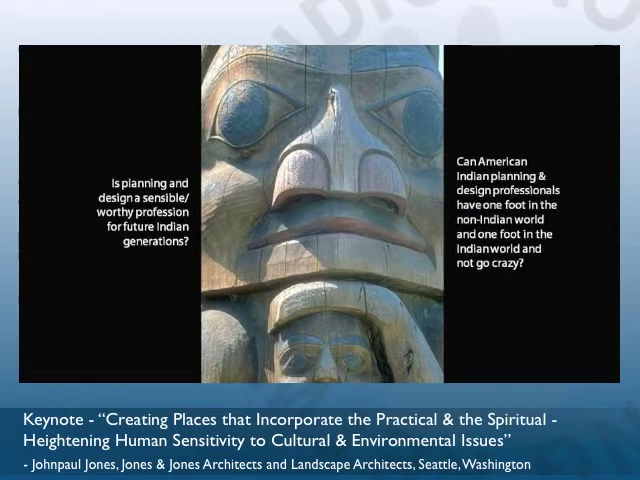 Is planning and
design a sensible/
worthy profession
for future Indian
generations?
Can American
Indian planning &
design professionals
have one foot in the
non-Indian world
and one foot in the
Indian world and
not go crazy?
Keynote - “Creating Places that Incorporate the Practical & the Spiritual -
Heightening Human Sensitivity to Cultural & Environmental Issues”
- Johnpaul Jones, Jones & Jones Architects and Landscape Architects, Seattle, Washington